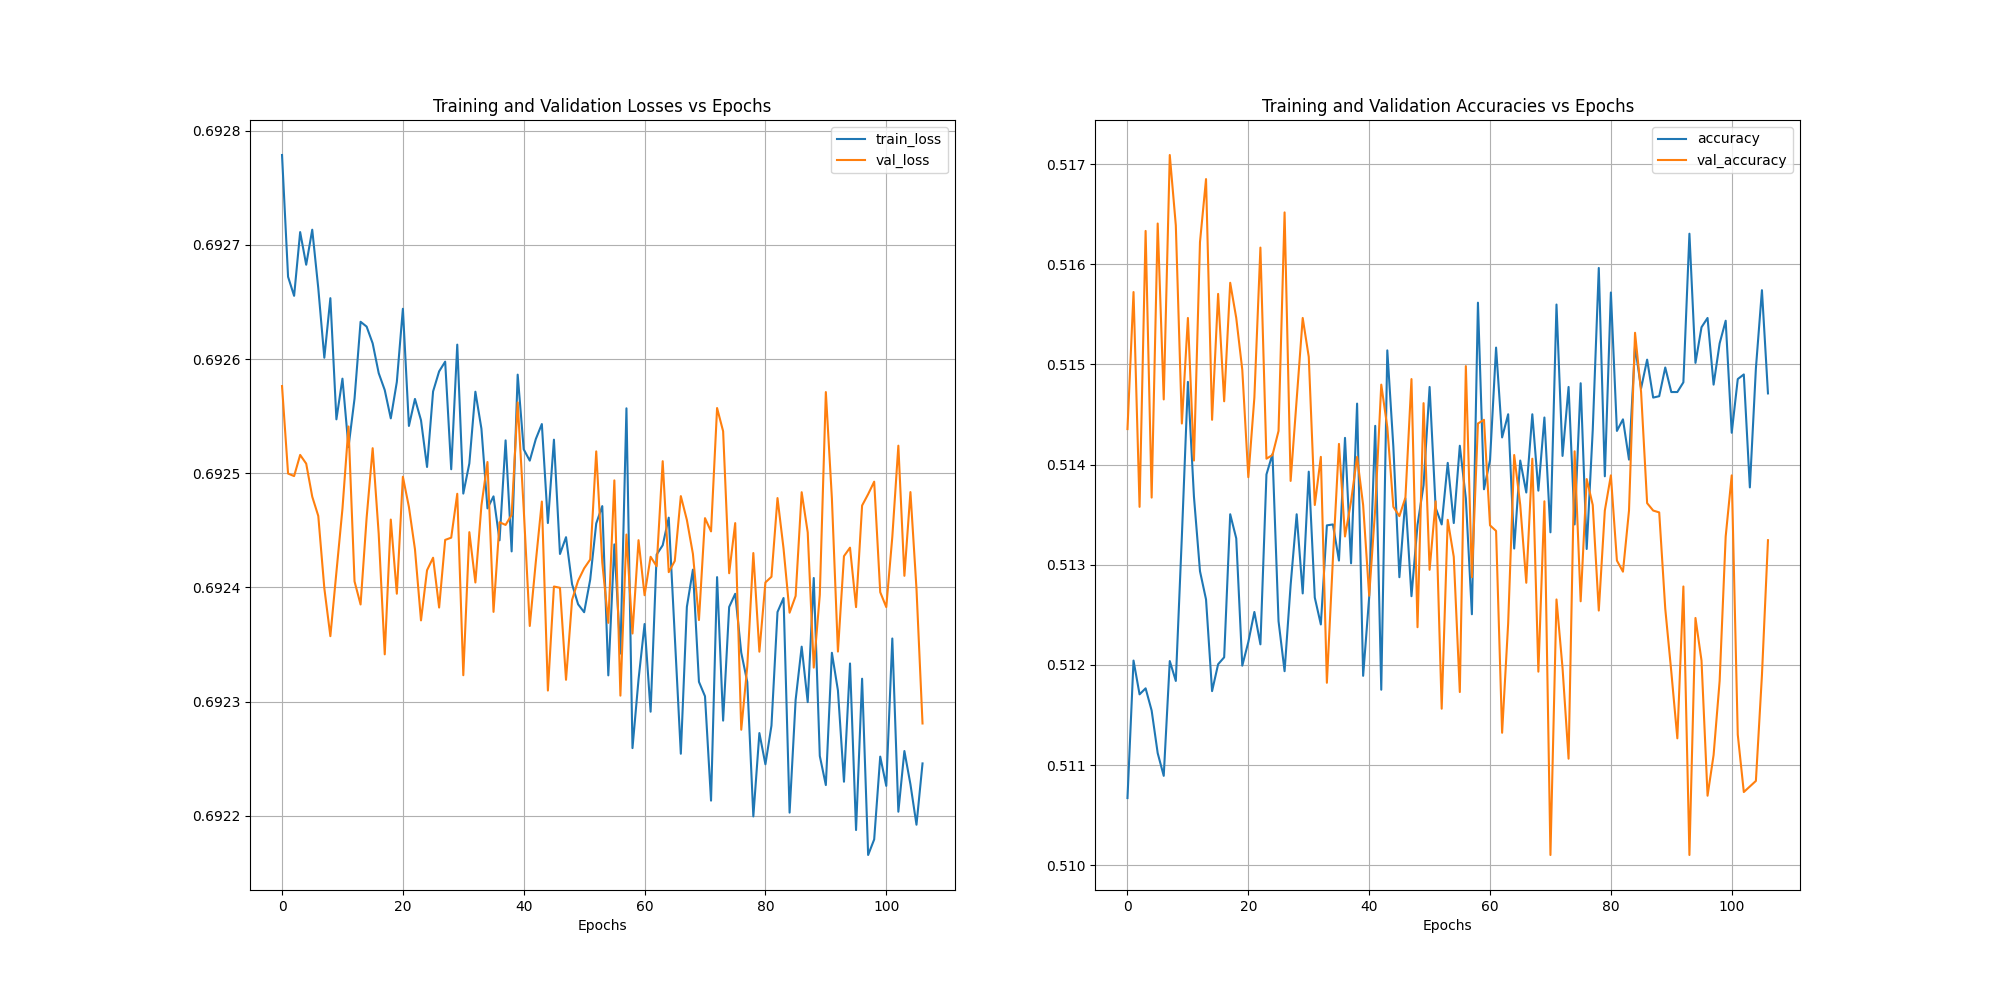 Training and Validation Losses vs Epochs
train_loss
val_loss
0.6928
0.6927
0.6926
0.6925
0.6924
0.6923
0.6922
0 20 40 60 80 100
Epochs
Training and Validation Accuracies vs Epochs
accuracy
val_accuracy
0.517
0.516
0.515
0.514
0.513
0.512
0.511
0.510
0 20 40 60 80 100
Epochs